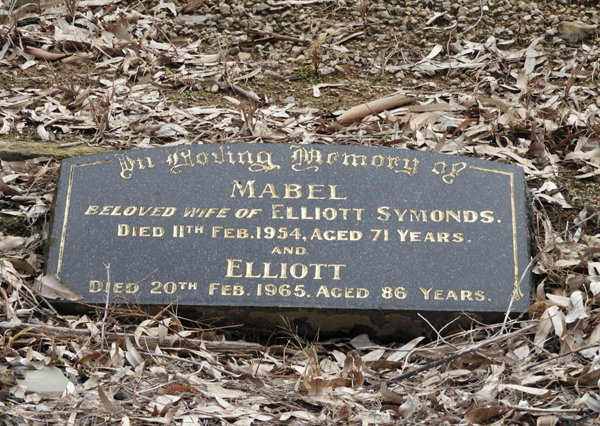 In Loving Memory of
MABEL
BELOVED WIFE OF ELLIOTT SYMONDS.
DIED 11TH FEB. 1954, AGED 71 YEARS.
AND
ELLIOTT
DIED 20TH FEB. 1965. AGED 86 YEARS.